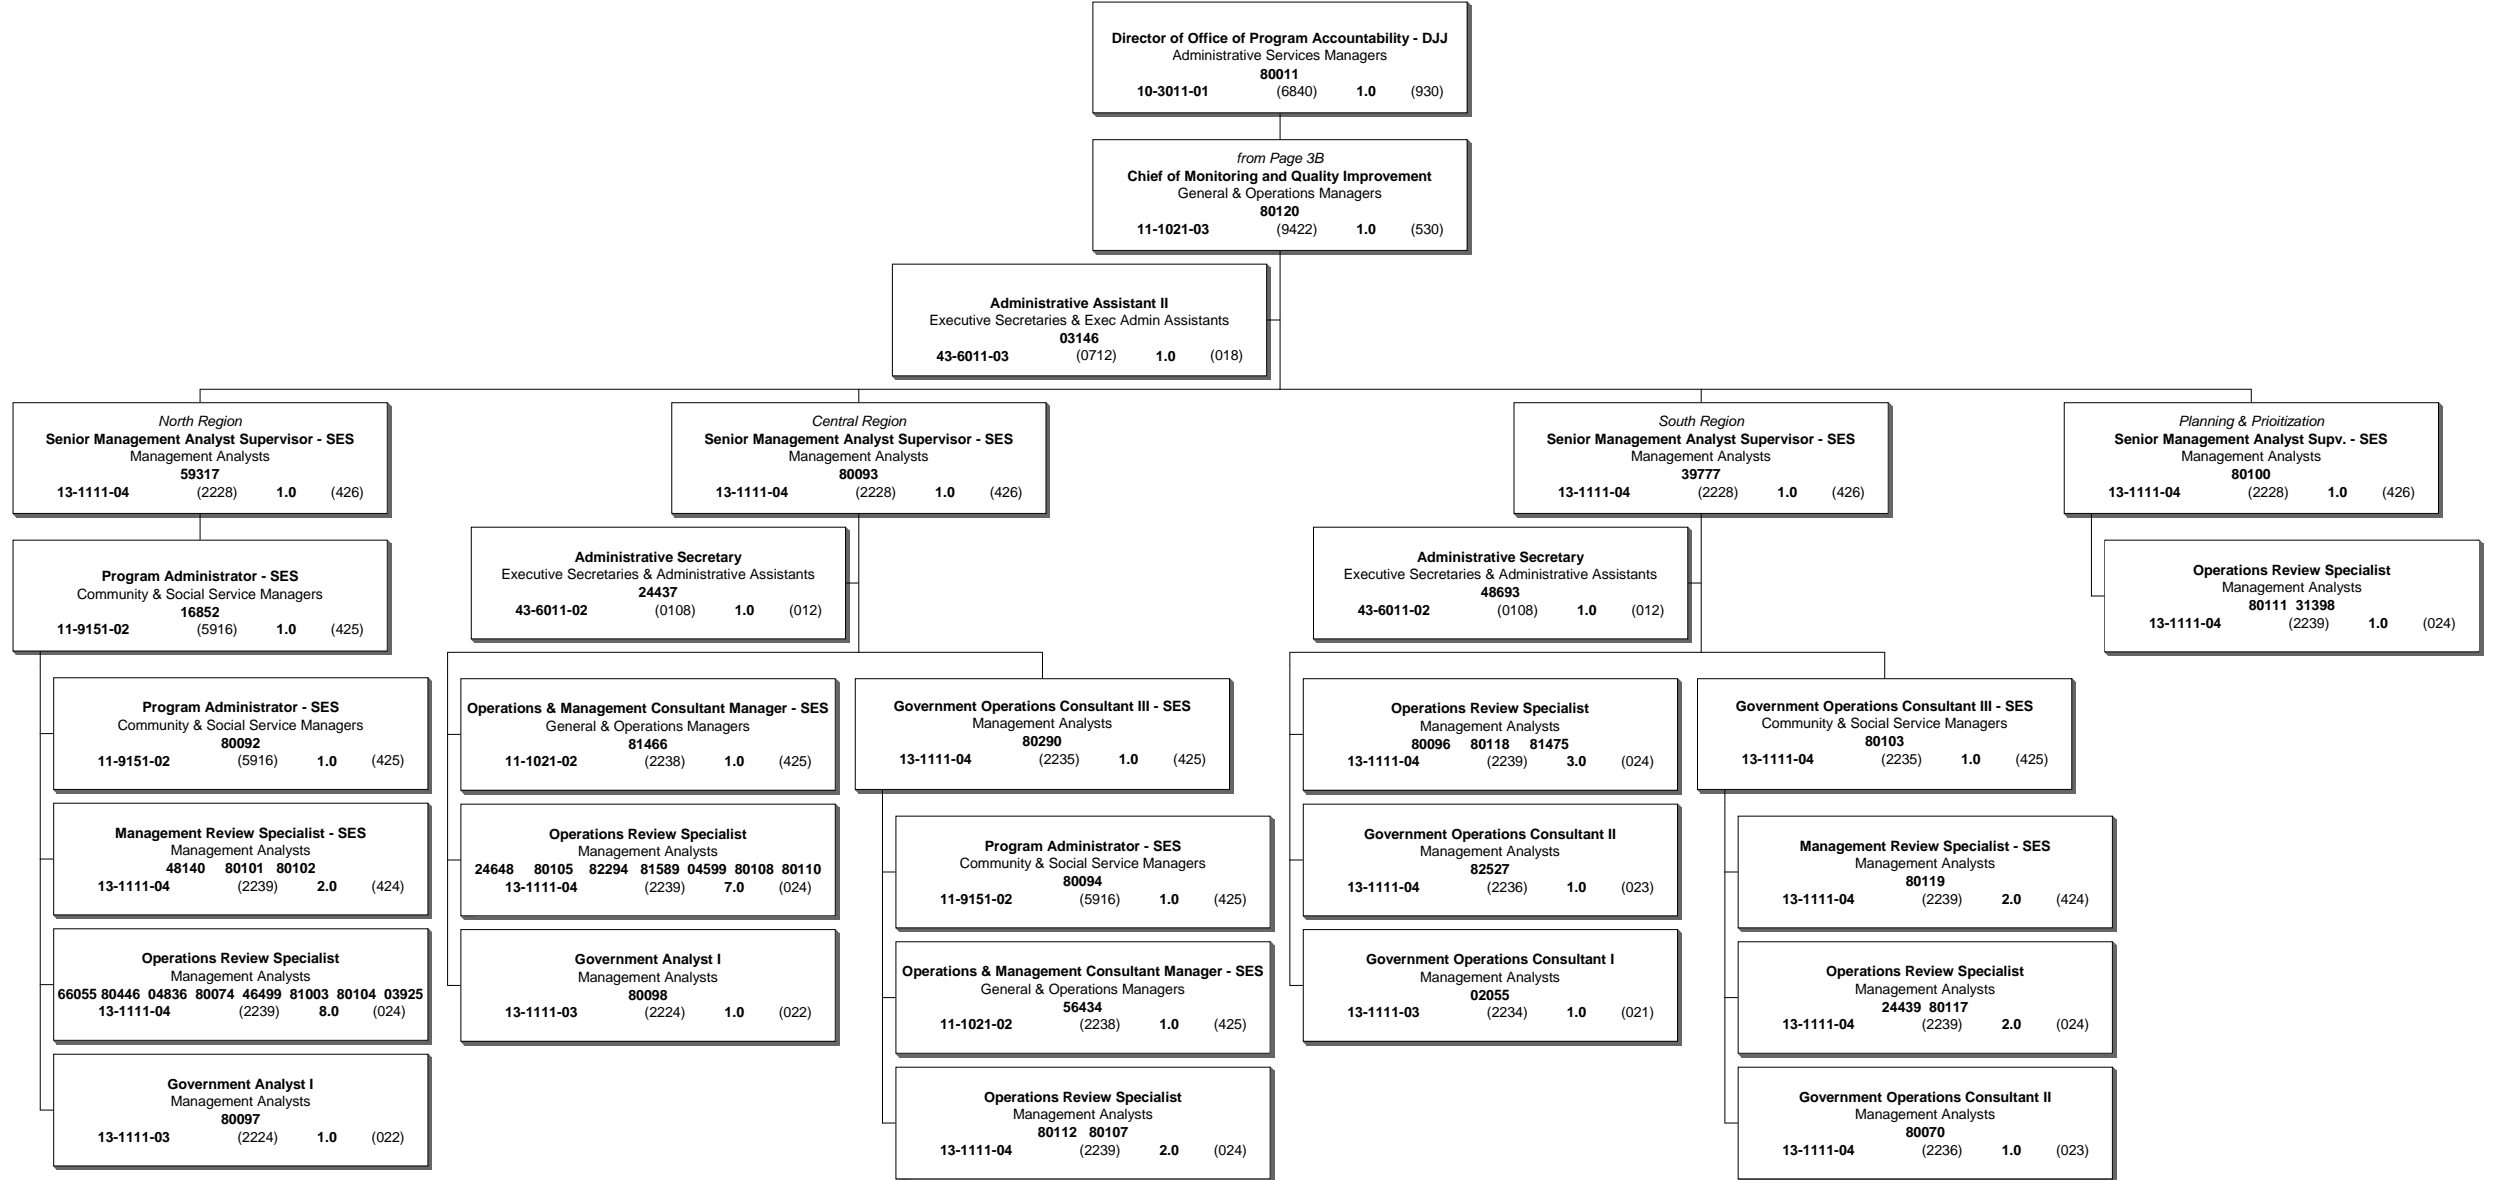 Director of Office of Program Accountability - DJJ
Administrative Services Managers
80011
10-3011-01 (6840) 1.0 (930)
from Page 3B
Chief of Monitoring and Quality Improvement
General & Operations Managers
80120
11-1021-03 (9422) 1.0 (530)
Administrative Assistant II
Executive Secretaries & Exec Admin Assistants
03146
43-6011-03 (0712) 1.0 (018)
North Region
Senior Management Analyst Supervisor - SES
Management Analysts
59317
13-1111-04 (2228) 1.0 (426)
Program Administrator - SES
Community & Social Service Managers
16852
11-9151-02 (5916) 1.0 (425)
Program Administrator - SES
Community & Social Service Managers
80092
11-9151-02 (5916) 1.0 (425)
Management Review Specialist - SES
Management Analysts
48140 80101 80102
13-1111-04 (2239) 2.0 (424)
Operations Review Specialist
Management Analysts
66055 80446 04836 80074 46499 81003 80104 03925
13-1111-04 (2239) 8.0 (024)
Government Analyst I
Management Analysts
80097
13-1111-03 (2224) 1.0 (022)
Central Region
Senior Management Analyst Supervisor - SES
Management Analysts
80093
13-1111-04 (2228) 1.0 (426)
Administrative Secretary
Executive Secretaries & Administrative Assistants
24437
43-6011-02 (0108) 1.0 (012)
Operations & Management Consultant Manager - SES
General & Operations Managers
81466
11-1021-02 (2238) 1.0 (425)
Operations Review Specialist
Management Analysts
24648 80105 82294 81589 04599 80108 80110
13-1111-04 (2239) 7.0 (024)
Government Analyst I
Management Analysts
80098
13-1111-03 (2224) 1.0 (022)
Government Operations Consultant III - SES
Management Analysts
80290
13-1111-04 (2235) 1.0 (425)
Program Administrator - SES
Community & Social Service Managers
80094
11-9151-02 (5916) 1.0 (425)
Operations & Management Consultant Manager - SES
General & Operations Managers
56434
11-1021-02 (2238) 1.0 (425)
Operations Review Specialist
Management Analysts
80112 80107
13-1111-04 (2239) 2.0 (024)
South Region
Senior Management Analyst Supervisor - SES
Management Analysts
39777
13-1111-04 (2228) 1.0 (426)
Administrative Secretary
Executive Secretaries & Administrative Assistants
48693
43-6011-02 (0108) 1.0 (012)
Operations Review Specialist
Management Analysts
80096 80118 81475
13-1111-04 (2239) 3.0 (024)
Government Operations Consultant II
Management Analysts
82527
13-1111-04 (2236) 1.0 (023)
Government Operations Consultant I
Management Analysts
02055
13-1111-03 (2234) 1.0 (021)
Government Operations Consultant III - SES
Community & Social Service Managers
80103
13-1111-04 (2235) 1.0 (425)
Management Review Specialist - SES
Management Analysts
80119
13-1111-04 (2239) 2.0 (424)
Operations Review Specialist
Management Analysts
24439 80117
13-1111-04 (2239) 2.0 (024)
Government Operations Consultant II
Management Analysts
80070
13-1111-04 (2236) 1.0 (023)
Planning & Prioitization
Senior Management Analyst Supv. - SES
Management Analysts
80100
13-1111-04 (2228) 1.0 (426)
Operations Review Specialist
Management Analysts
80111 31398
13-1111-04 (2239) 1.0 (024)